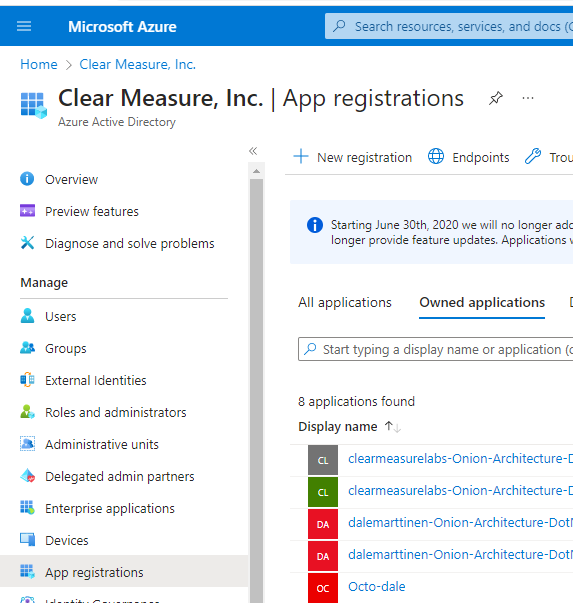 Microsoft Azure
Search resources, services, and docs
Home > Clear Measure, Inc.
Clear Measure, Inc. | App registrations
Azure Active Directory
«
Overview
Preview features
Diagnose and solve problems
Manage
Users
Groups
External Identities
Roles and administrators
Administrative units
Delegated admin partners
Enterprise applications
Devices
App registrations
Identity Governance
New registration
Endpoints
Trou
Starting June 30th, 2020 we will no longer add
longer provide feature updates. Applications
All applications
Owned applications
Start typing a display name or application
8 applications found
Display name ↑↓
CL clearmeasurelabs-Onion-Architecture-D
CL clearmeasurelabs-Onion-Architecture-D
DA dalemarttinen-Onion-Architecture-DotN
DA dalemarttinen-Onion-Architecture-DotN
OC Octo-dale